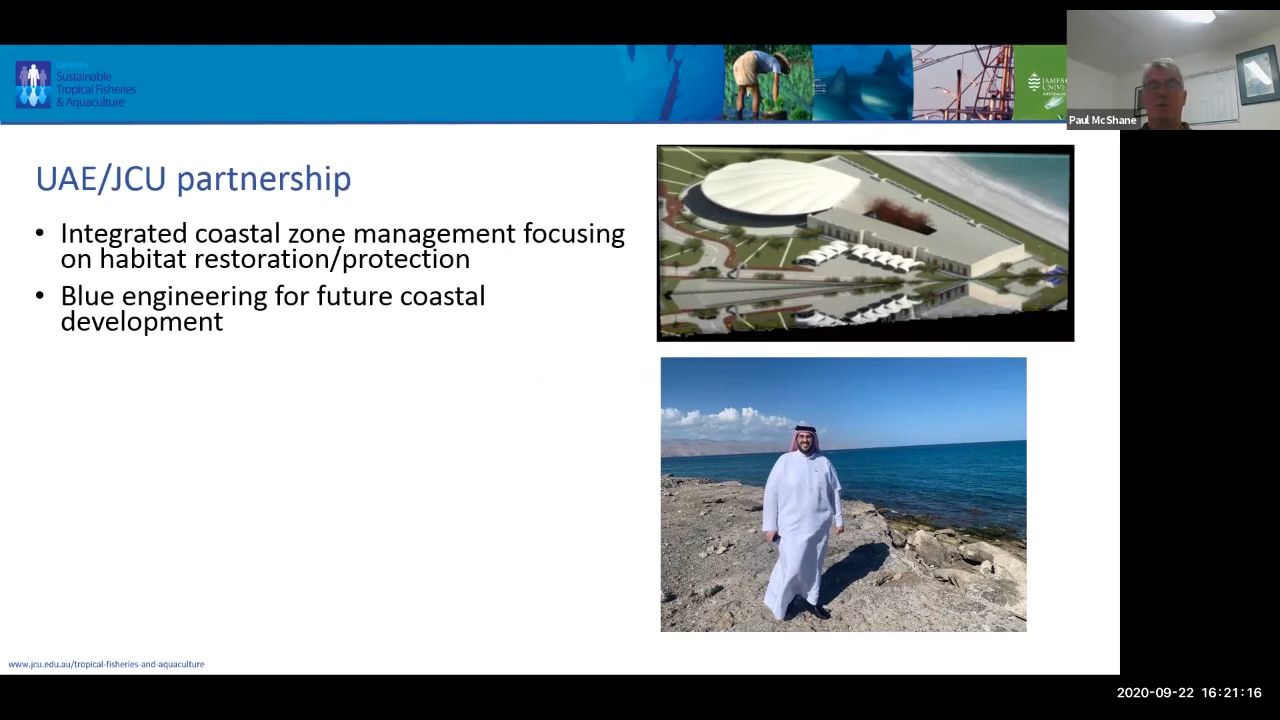 Centre for
Sustainable
Tropical Fisheries
& Aquaculture
Paul McShane
UAE/JCU partnership
• Integrated coastal zone management focusing
on habitat restoration/protection
• Blue engineering for future coastal
development
www.jcu.edu.au/tropical-fisheries-and-aquaculture
2020-09-22 16:21:16